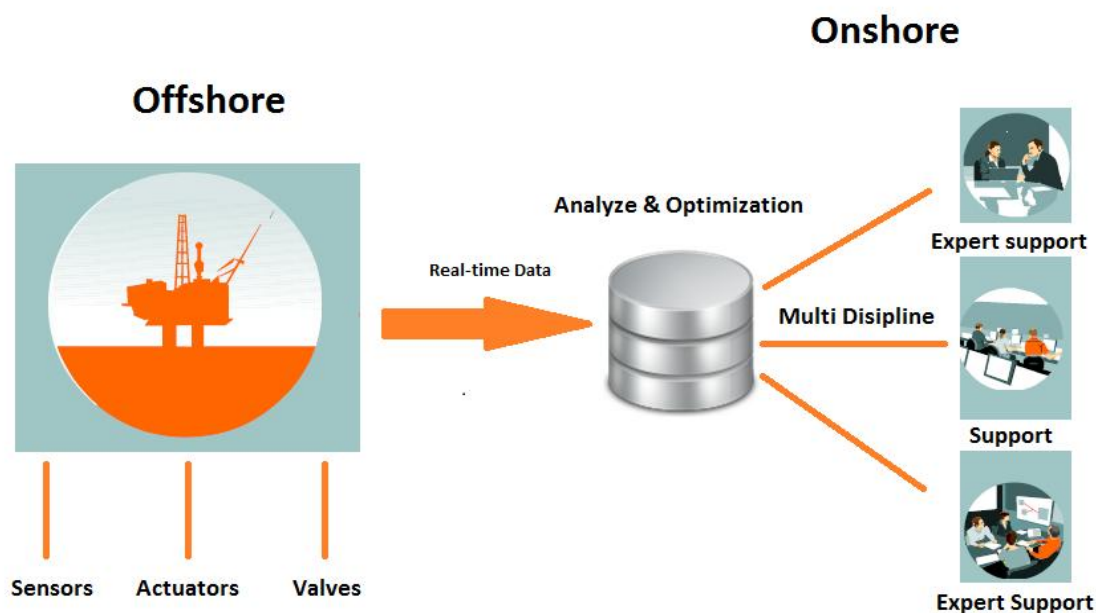 Onshore
Offshore
Analyze & Optimization
Real-time Data
Multi Disipline
Expert support
Support
Expert Support
Sensors
Actuators
Valves